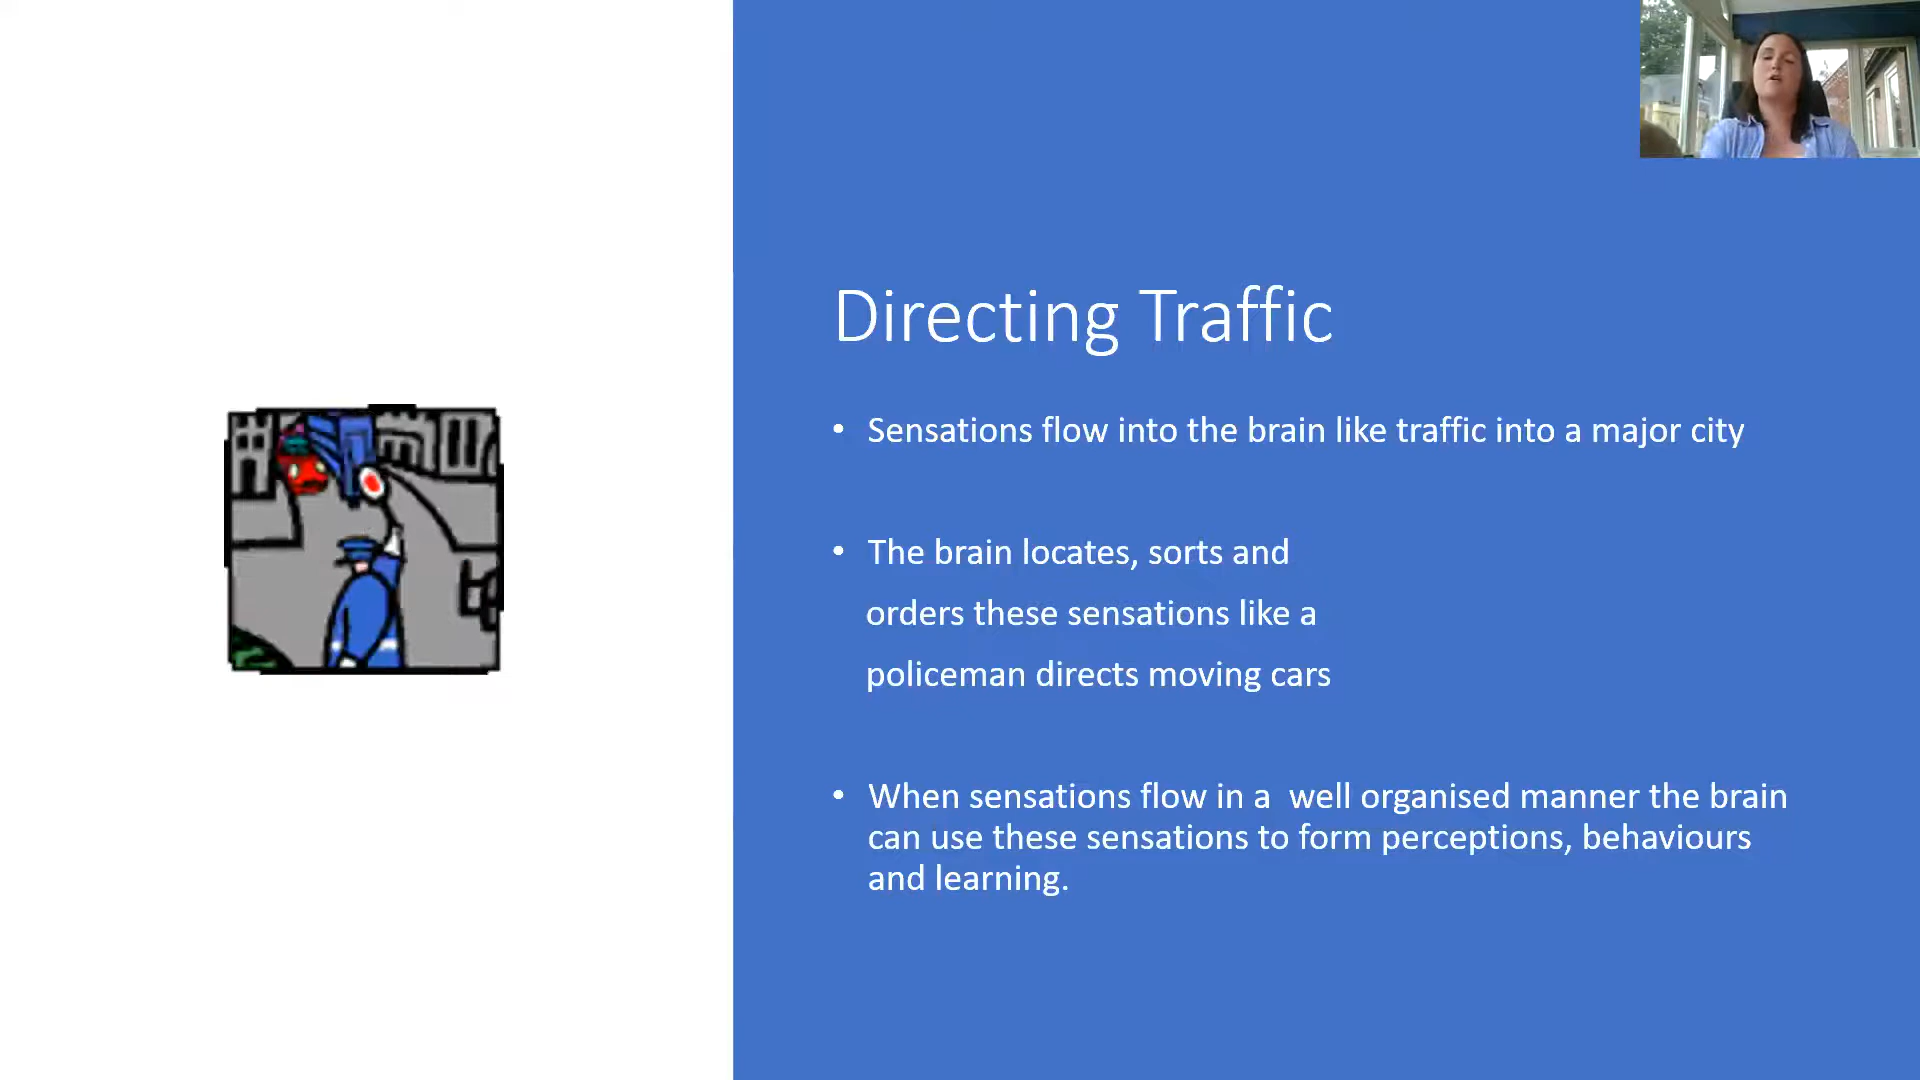 Directing Traffic
• Sensations flow into the brain like traffic into a major city
• The brain locates, sorts and
orders these sensations like a
policeman directs moving cars
• When sensations flow in a  well organised manner the brain
can use these sensations to form perceptions, behaviours
and learning.